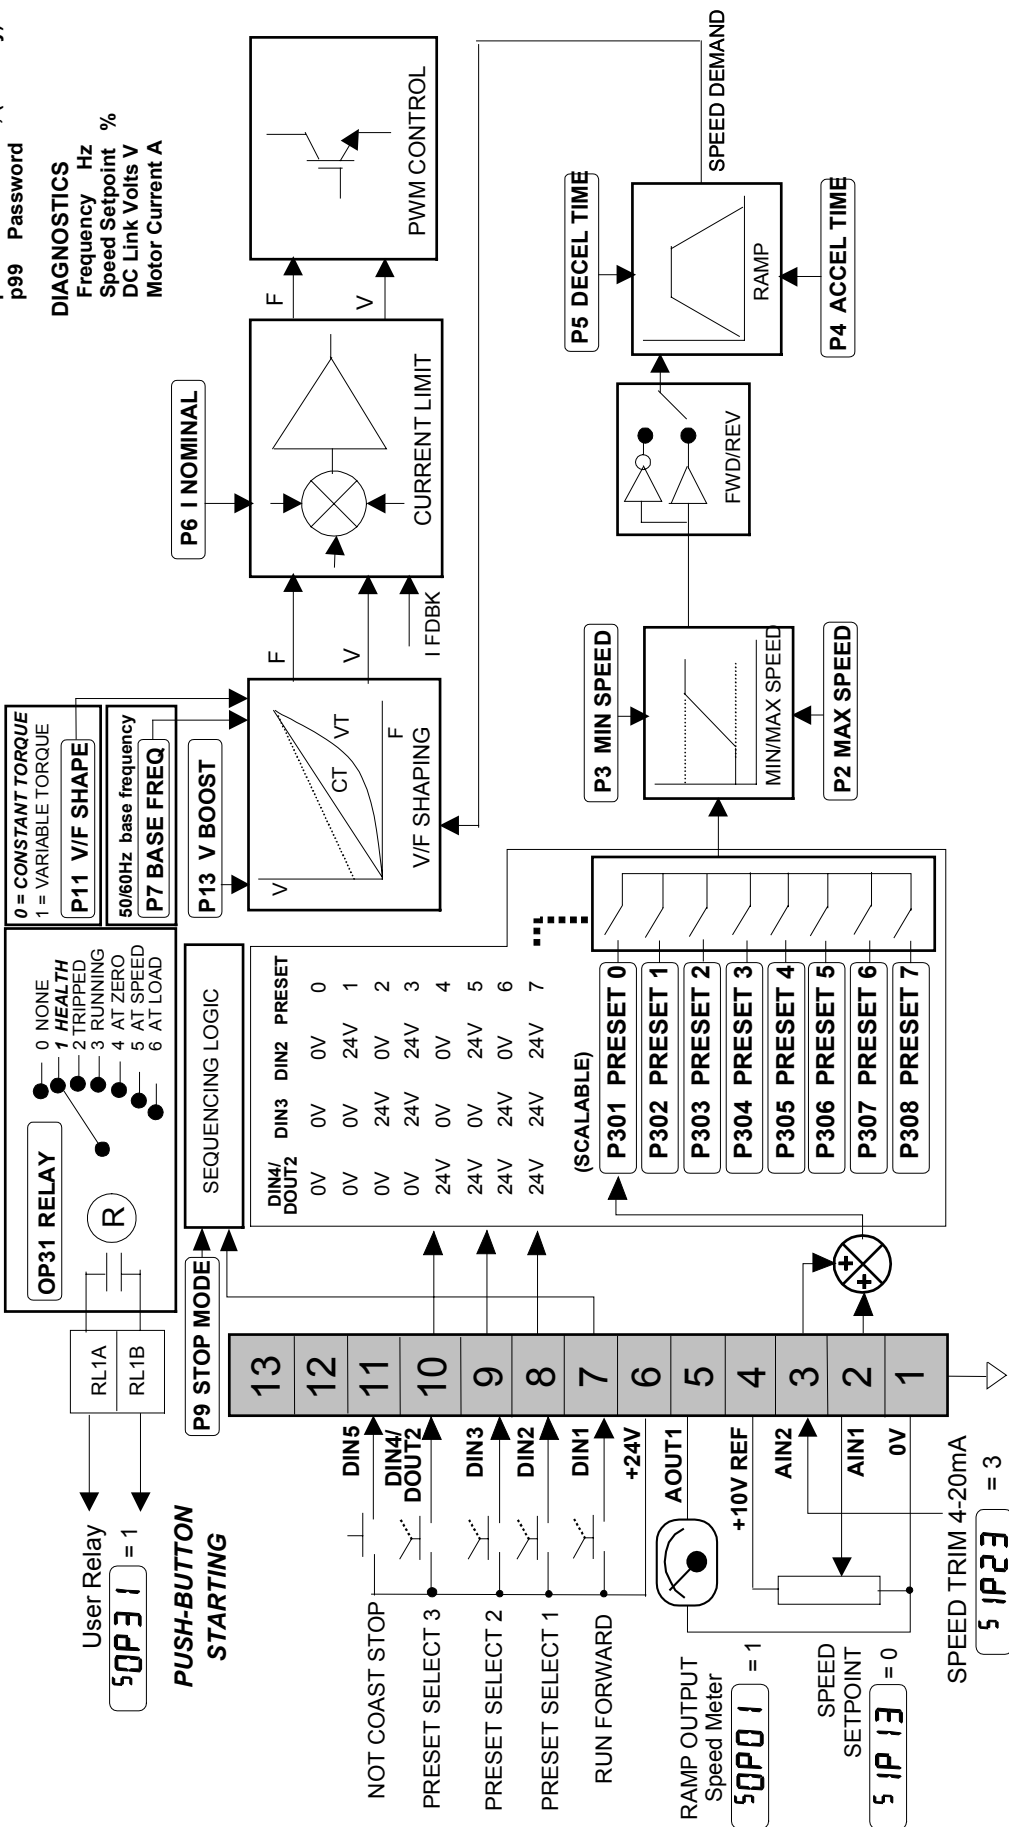 p99 Password
DIAGNOSTICS
Frequency Hz
Speed Setpoint %
DC Link Volts V
Motor Current A
User Relay
SOP31 = 1
PUSH-BUTTON
STARTING
RL1A
RL1B
OP31 RELAY
R
0 NONE
1 HEALTH
2 TRIPPED
3 RUNNING
4 AT ZERO
5 AT SPEED
6 AT LOAD
0 = CONSTANT TORQUE
1 = VARIABLE TORQUE
P11 V/F SHAPE
50/60Hz base frequency
P7 BASE FREQ
P13 V BOOST
P6 I NOMINAL
P9 STOP MODE
SEQUENCING LOGIC
V
CT
VT
F
V/F SHAPING
F
V
I FDBK
CURRENT LIMIT
F
V
PWM CONTROL
NOT COAST STOP
PRESET SELECT 3
PRESET SELECT 2
PRESET SELECT 1
RUN FORWARD
RAMP OUTPUT
Speed Meter
SOP01 = 1
SPEED
SETPOINT
SIP13 = 0
SPEED TRIM 4-20mA
SIP23 = 3
DIN5
DIN4/
DOUT2
DIN3
DIN2
DIN1
+24V
AOUT1
+10V REF
AIN2
AIN1
0V
13
12
11
10
9
8
7
6
5
4
3
2
1
+
+
DIN4/
DOUT2 DIN3 DIN2 PRESET
0V 0V 0V 0
0V 0V 24V 1
0V 24V 0V 2
0V 24V 24V 3
24V 0V 0V 4
24V 0V 24V 5
24V 24V 0V 6
24V 24V 24V 7
(SCALABLE)
P301 PRESET 0
P302 PRESET 1
P303 PRESET 2
P304 PRESET 3
P305 PRESET 4
P306 PRESET 5
P307 PRESET 6
P308 PRESET 7
P3 MIN SPEED
MIN/MAX SPEED
P2 MAX SPEED
FWD/REV
P5 DECEL TIME
RAMP
P4 ACCEL TIME
SPEED DEMAND